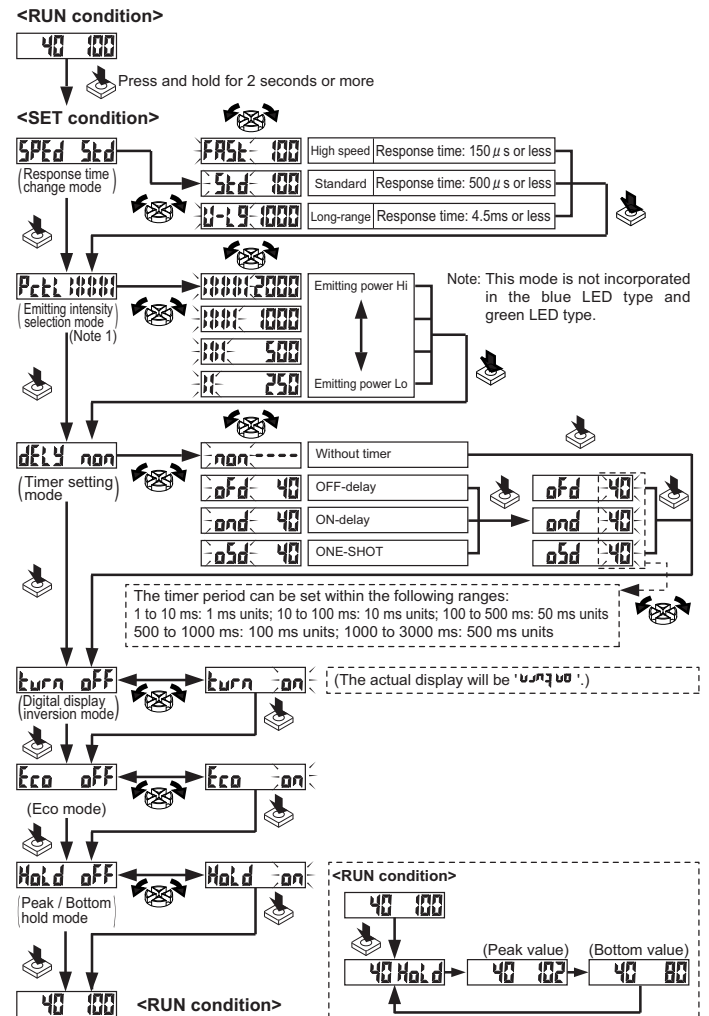 <RUN condition>
40 100
Press and hold for 2 seconds or more
<SET condition>
SPEd Std
(Response time change mode)
FASt 100
High speed Response time: 150 μs or less
Std 100
Standard Response time: 500 μs or less
U-LG 1000
Long-range Response time: 4.5ms or less
PctL
(Emitting intensity selection mode (Note 1))
2000
1000
500
250
Emitting power Hi
Emitting power Lo
Note: This mode is not incorporated
in the blue LED type and
green LED type.
dELY non
(Timer setting mode)
non ----
Without timer
oFd 40
OFF-delay
ond 40
ON-delay
oSd 40
ONE-SHOT
oFd 40
ond 40
oSd 40
The timer period can be set within the following ranges:
1 to 10 ms: 1 ms units; 10 to 100 ms: 10 ms units; 100 to 500 ms: 50 ms units
500 to 1000 ms: 100 ms units; 1000 to 3000 ms: 500 ms units
turn oFF
turn on
(The actual display will be ' '.)
(Digital display inversion mode)
Eco oFF
Eco on
(Eco mode)
HoLd oFF
HoLd on
(Peak / Bottom hold mode)
40 100
<RUN condition>
<RUN condition>
40 100
40 HoLd
(Peak value)
40 102
(Bottom value)
40 80